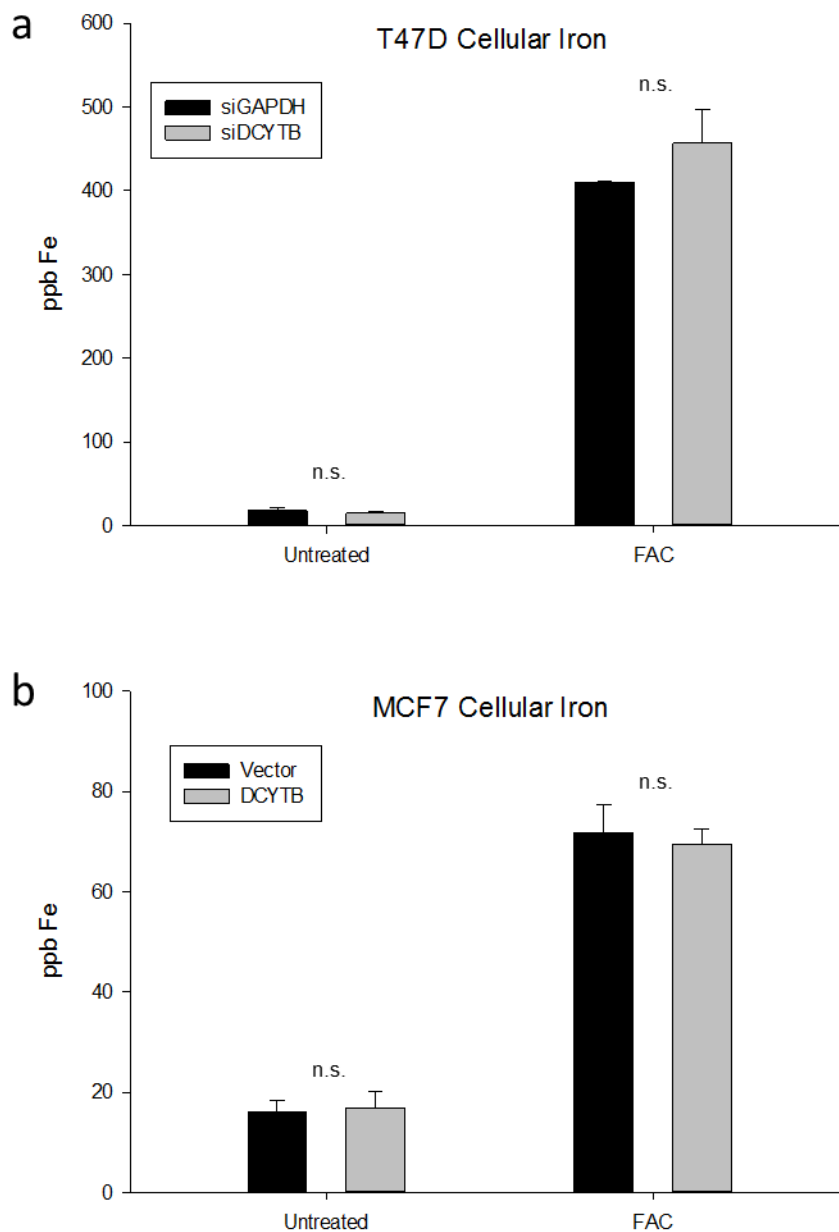 a
T47D Cellular Iron
siGAPDH
siDCYTB
n.s.
n.s.
ppb Fe
600
500
400
300
200
100
0
Untreated
FAC
b
MCF7 Cellular Iron
Vector
DCYTB
n.s.
n.s.
ppb Fe
100
80
60
40
20
0
Untreated
FAC